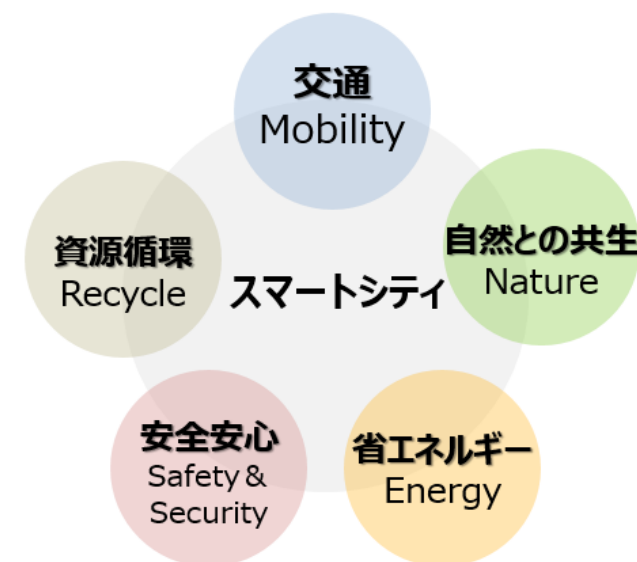 交通
Mobility
自然との共生
Nature
資源循環
Recycle
スマートシティ
安全安心
Safety &
Security
省エネルギー
Energy